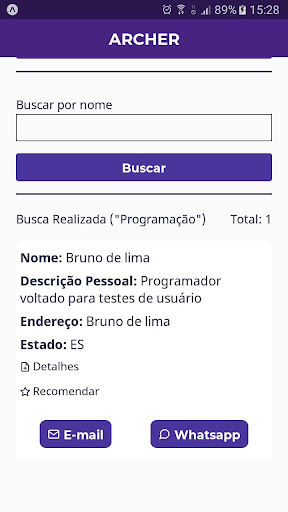 89% 15:28
ARCHER
Buscar por nome
Buscar
Busca Realizada ("Programação") Total: 1
Nome: Bruno de lima
Descrição Pessoal: Programador
voltado para testes de usuário
Endereço: Bruno de lima
Estado: ES
Detalhes
Recomendar
E-mail Whatsapp